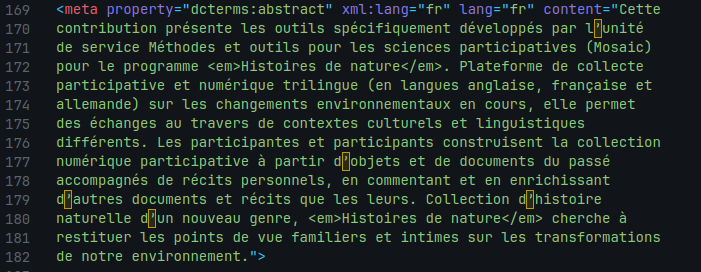 169 <meta property="dcterms:abstract" xml:lang="fr" lang="fr" content="Cette
170 contribution présente les outils spécifiquement développés par l’unité
171 de service Méthodes et outils pour les sciences participatives (Mosaic)
172 pour le programme <em>Histoires de nature</em>. Plateforme de collecte
173 participative et numérique trilingue (en langues anglaise, française et
174 allemande) sur les changements environnementaux en cours, elle permet
175 des échanges au travers de contextes culturels et linguistiques
176 différents. Les participantes et participants construisent la collection
177 numérique participative à partir d’objets et de documents du passé
178 accompagnés de récits personnels, en commentant et en enrichissant
179 d’autres documents et récits que les leurs. Collection d’histoire
180 naturelle d’un nouveau genre, <em>Histoires de nature</em> cherche à
181 restituer les points de vue familiers et intimes sur les transformations
182 de notre environnement.">